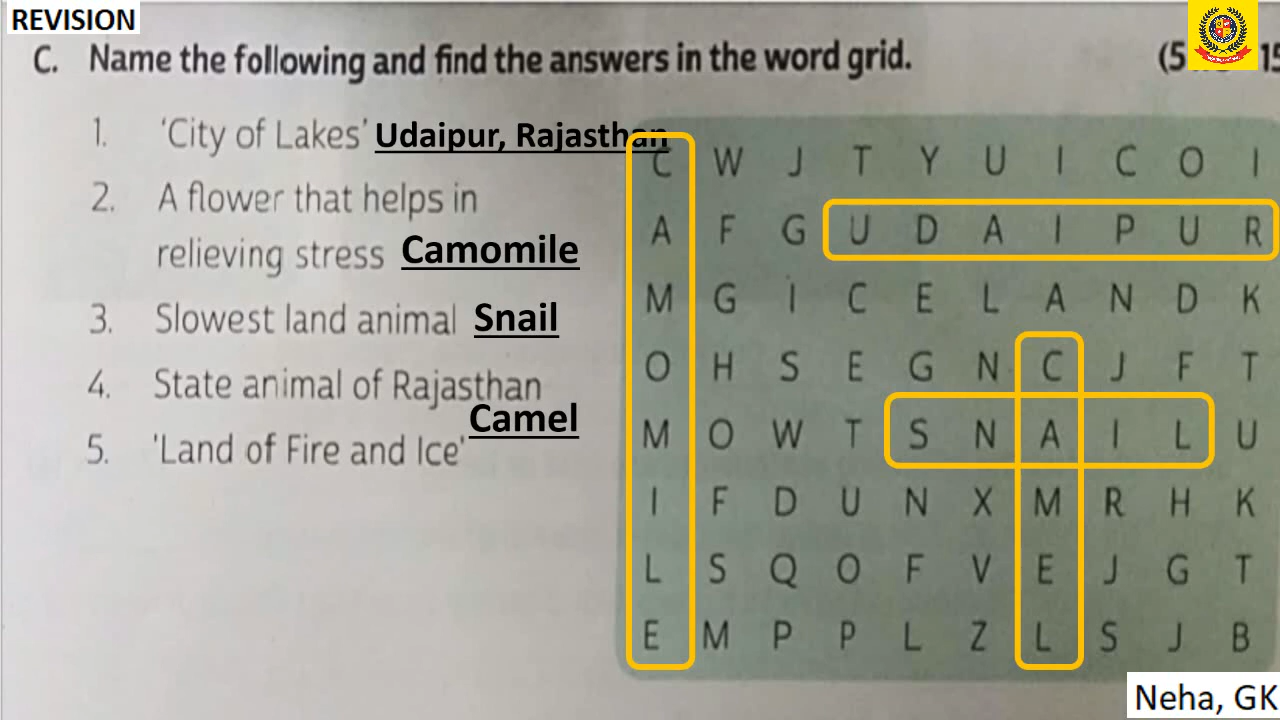 REVISION
C. Name the following and find the answers in the word grid.
(5
15
1. 'City of Lakes' Udaipur, Rajasthan
2. A flower that helps in
relieving stress Camomile
3. Slowest land animal Snail
4. State animal of Rajasthan
Camel
5. 'Land of Fire and Ice'
C W J T Y U I C O I
A F G U D A I P U R
M G I C E L A N D K
O H S E G N C J F T
M O W T S N A I L U
I F D U N X M R H K
L S Q O F V E J G T
E M P P L Z L S J B
Neha, GK